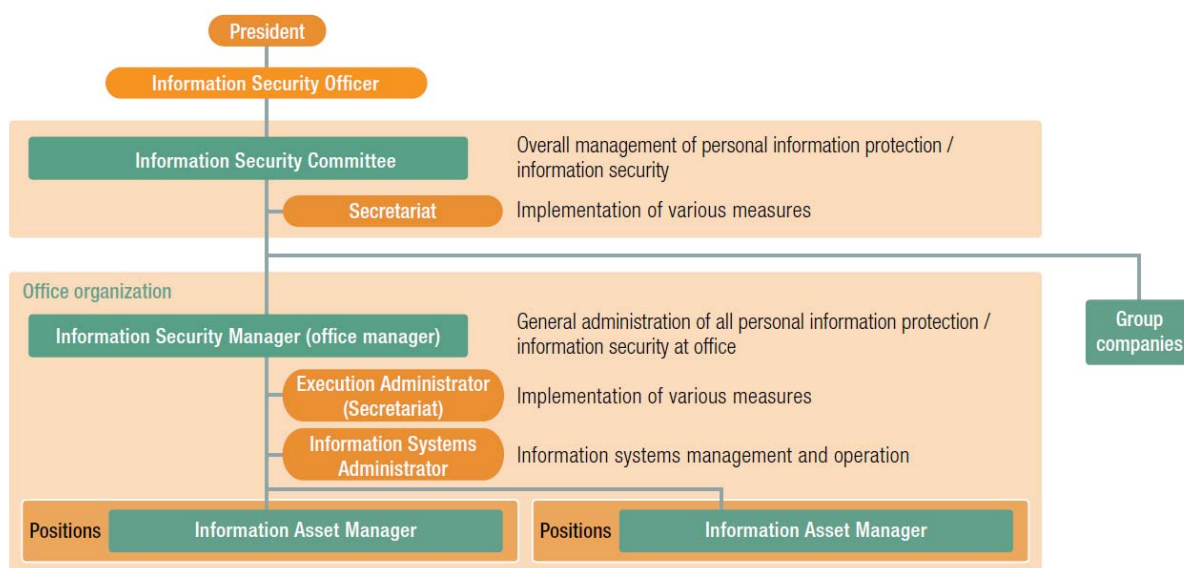 President
Information Security Officer
Information Security Committee
Overall management of personal information protection /
information security
Secretariat
Implementation of various measures
Office organization
Information Security Manager (office manager)
General administration of all personal information protection /
information security at office
Group
companies
Execution Administrator
(Secretariat)
Implementation of various measures
Information Systems
Administrator
Information systems management and operation
Positions
Information Asset Manager
Positions
Information Asset Manager